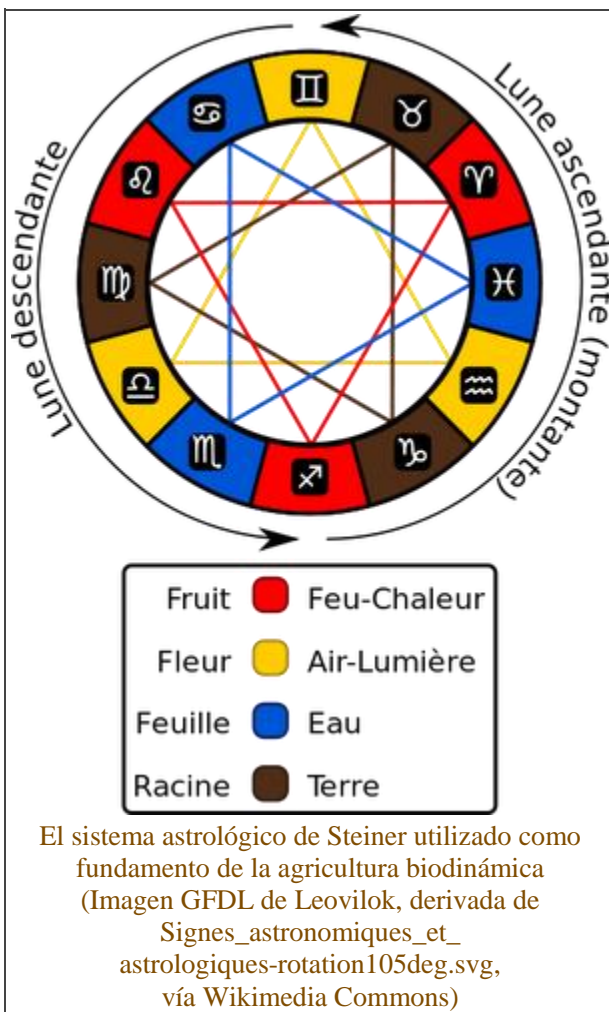 Lune descendante
Lune ascendante (montante)
♊
♉
♈
♓
♒
♑
♐
♏
♎
♍
♌
♋
Fruit Feu-Chaleur
Fleur Air-Lumière
Feuille Eau
Racine Terre
El sistema astrológico de Steiner utilizado como
fundamento de la agricultura biodinámica
(Imagen GFDL de Leovilok, derivada de
Signes_astronomiques_et_
astrologiques-rotation105deg.svg,
vía Wikimedia Commons)